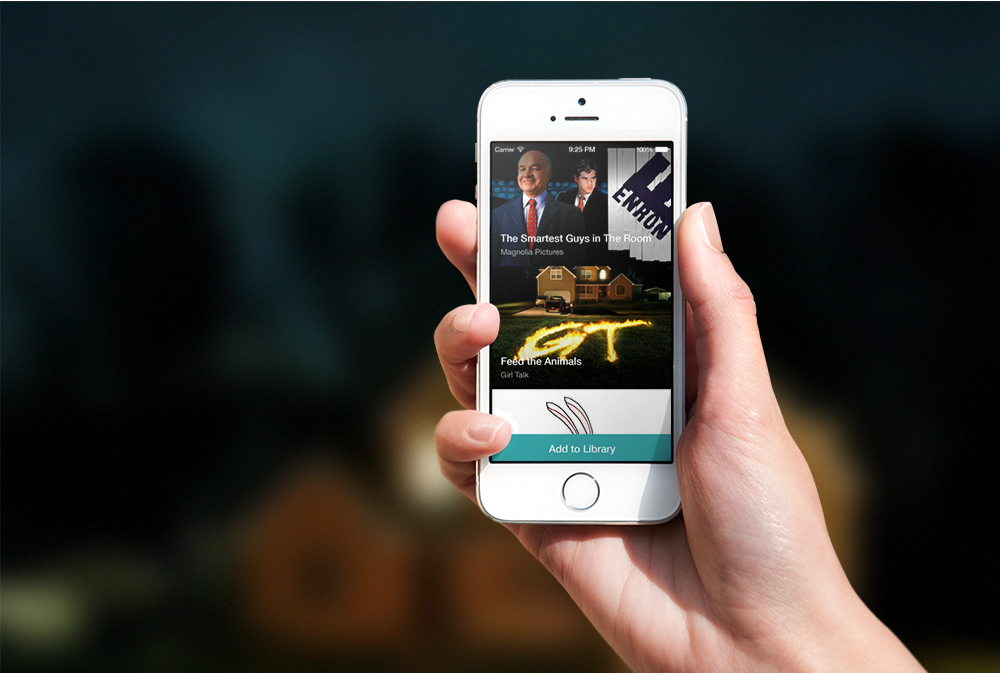 Carrier 9:25 PM 100%
ENRON
The Smartest Guys in The Room
Magnolia Pictures
GT
Feed the Animals
Girl Talk
Add to Library